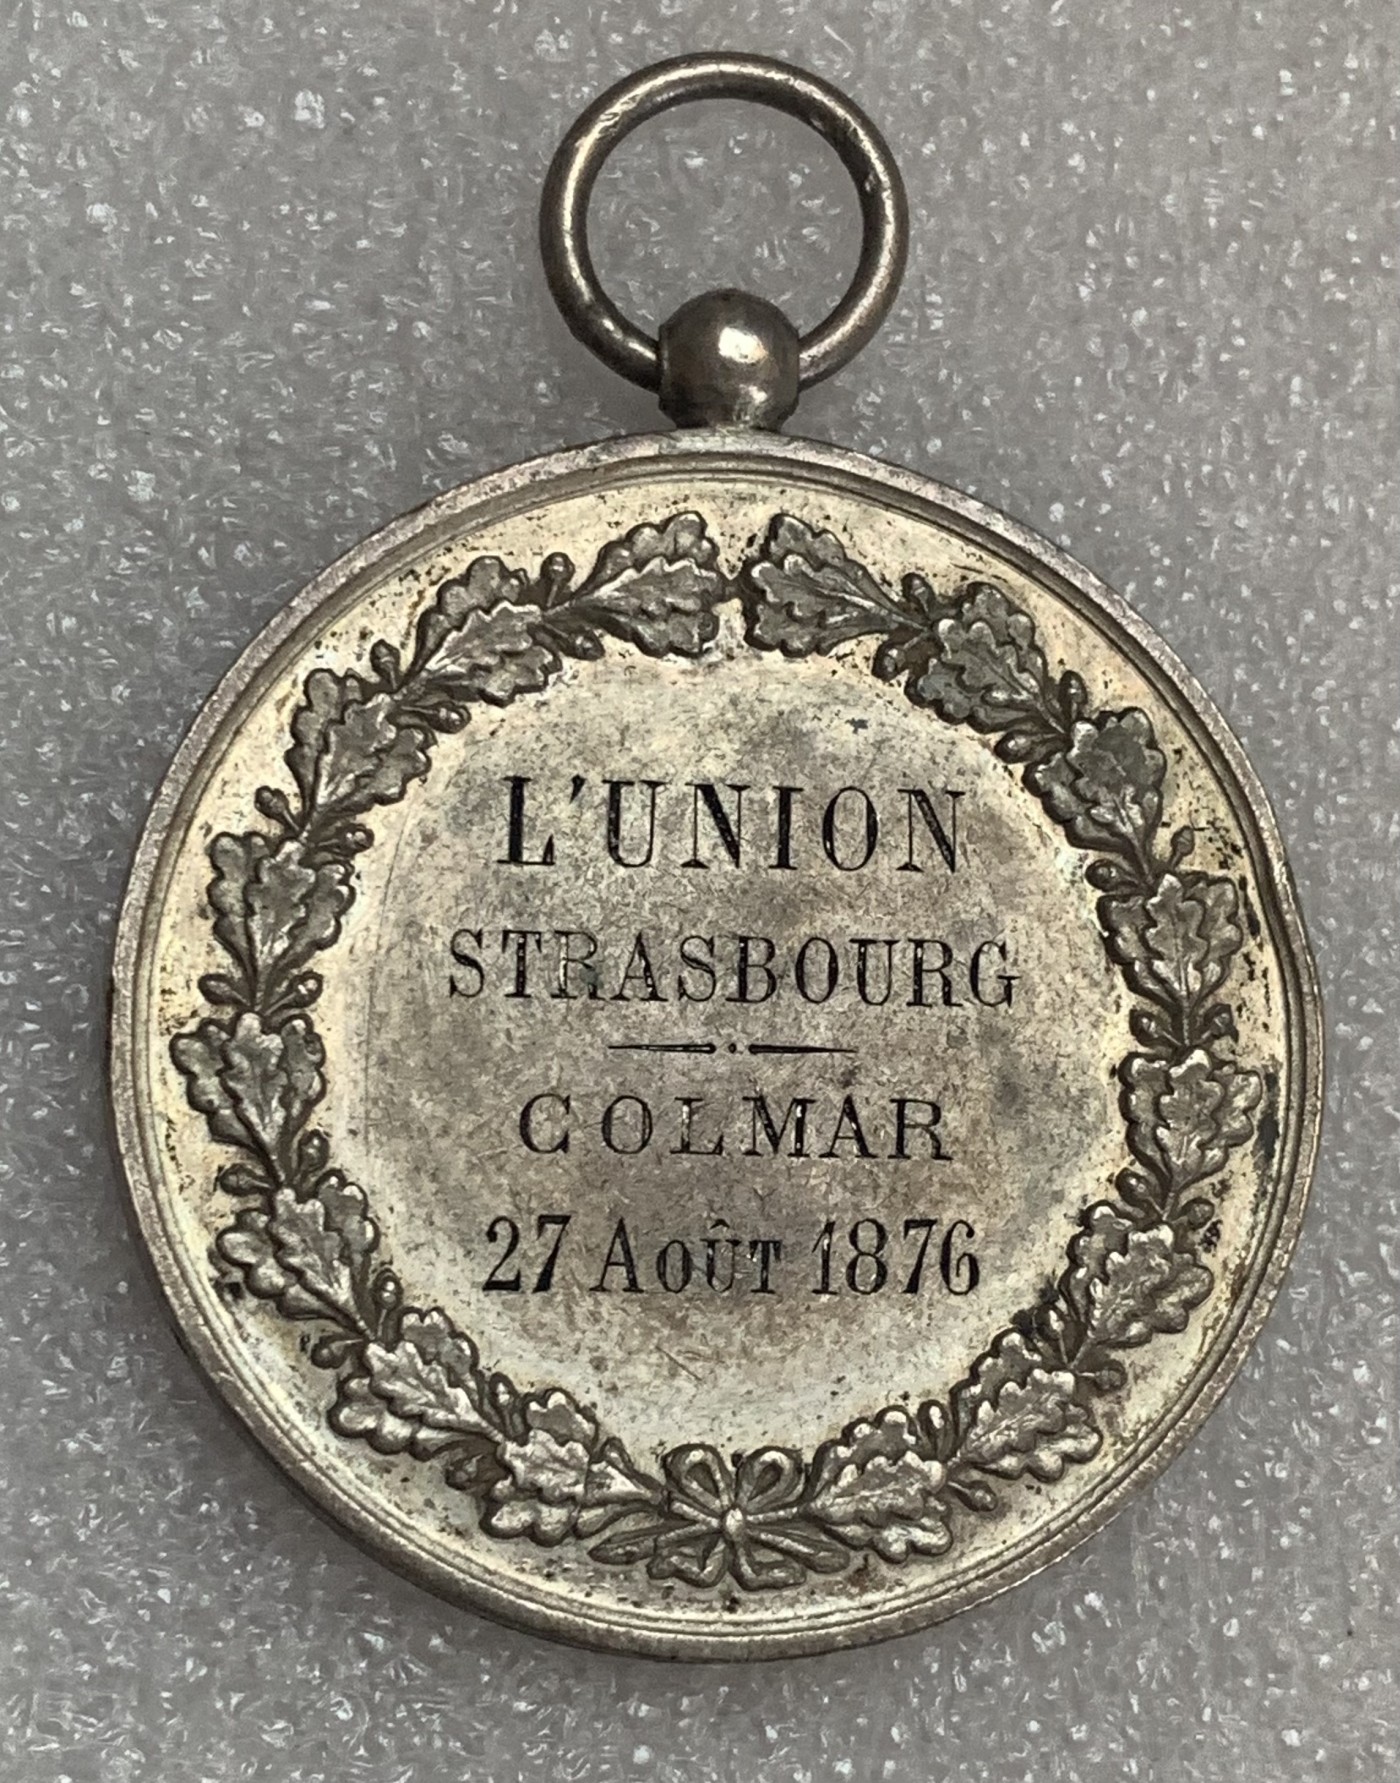 L'UNION
STRASBOURG
COLMAR
27 AOÛT 1876